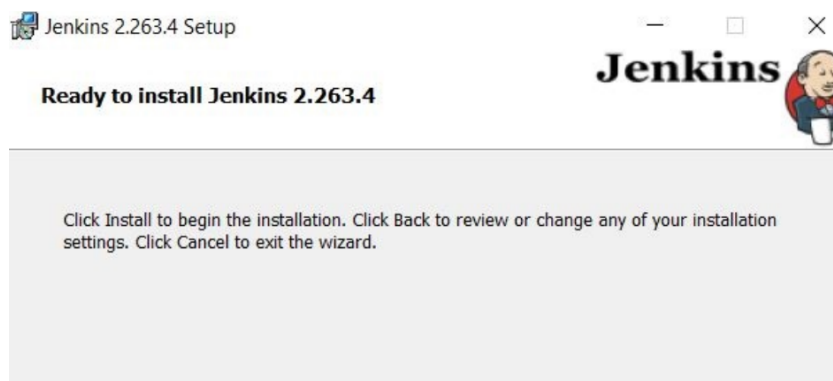 Jenkins 2.263.4 Setup
Jenkins
Ready to install Jenkins 2.263.4
Click Install to begin the installation. Click Back to review or change any of your installation
settings. Click Cancel to exit the wizard.